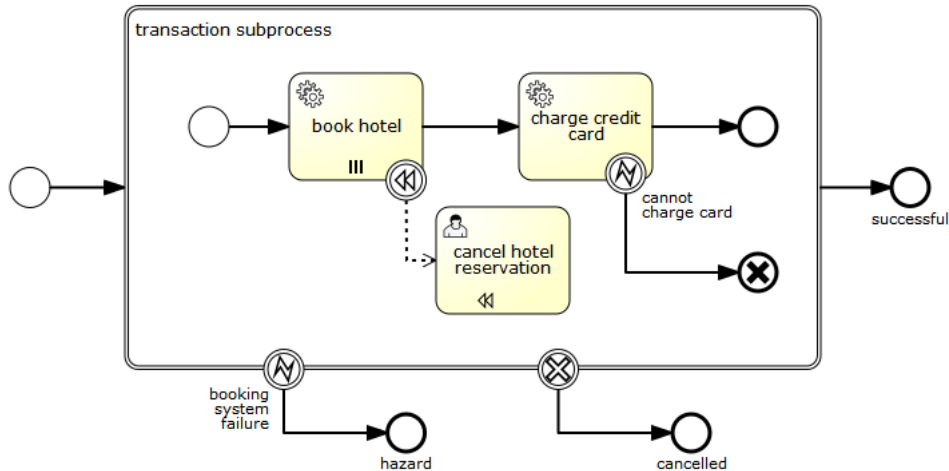 transaction subprocess
book hotel
charge credit
card
cannot
charge card
successful
cancel hotel
reservation
booking
system
failure
hazard
cancelled